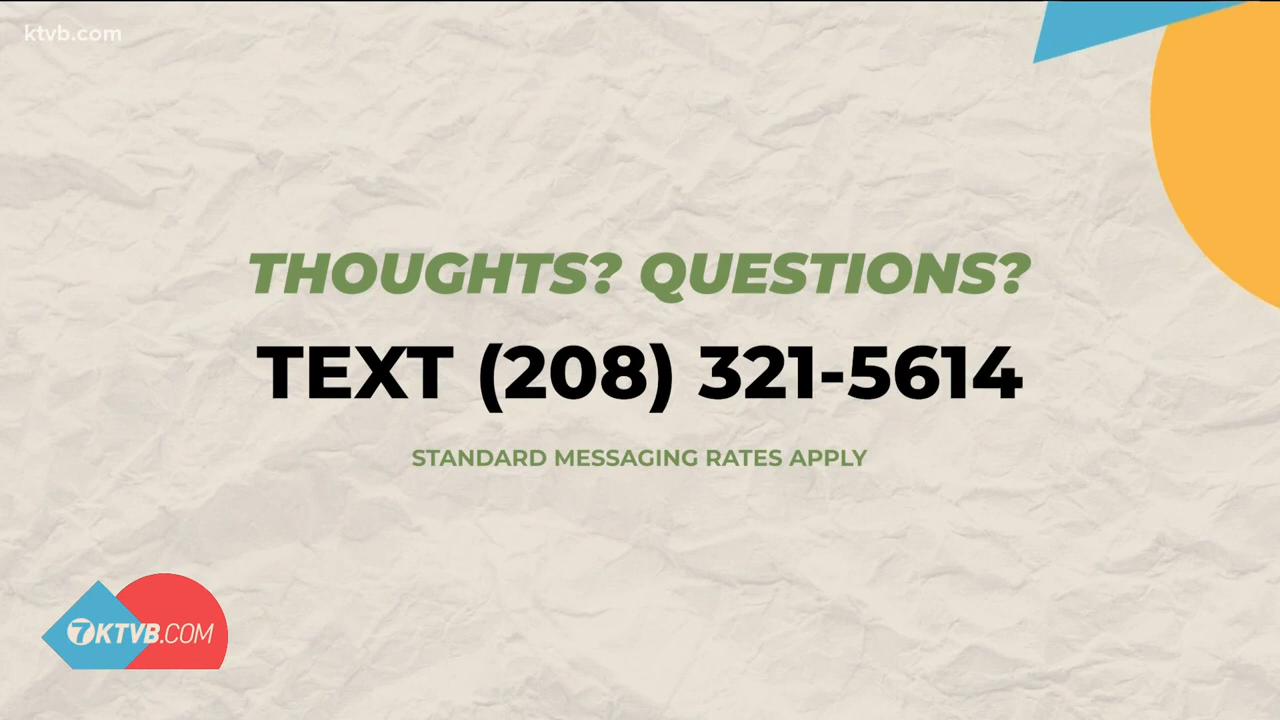 ktvb.com
THOUGHTS? QUESTIONS?
TEXT (208) 321-5614
STANDARD MESSAGING RATES APPLY
7KTVB.COM